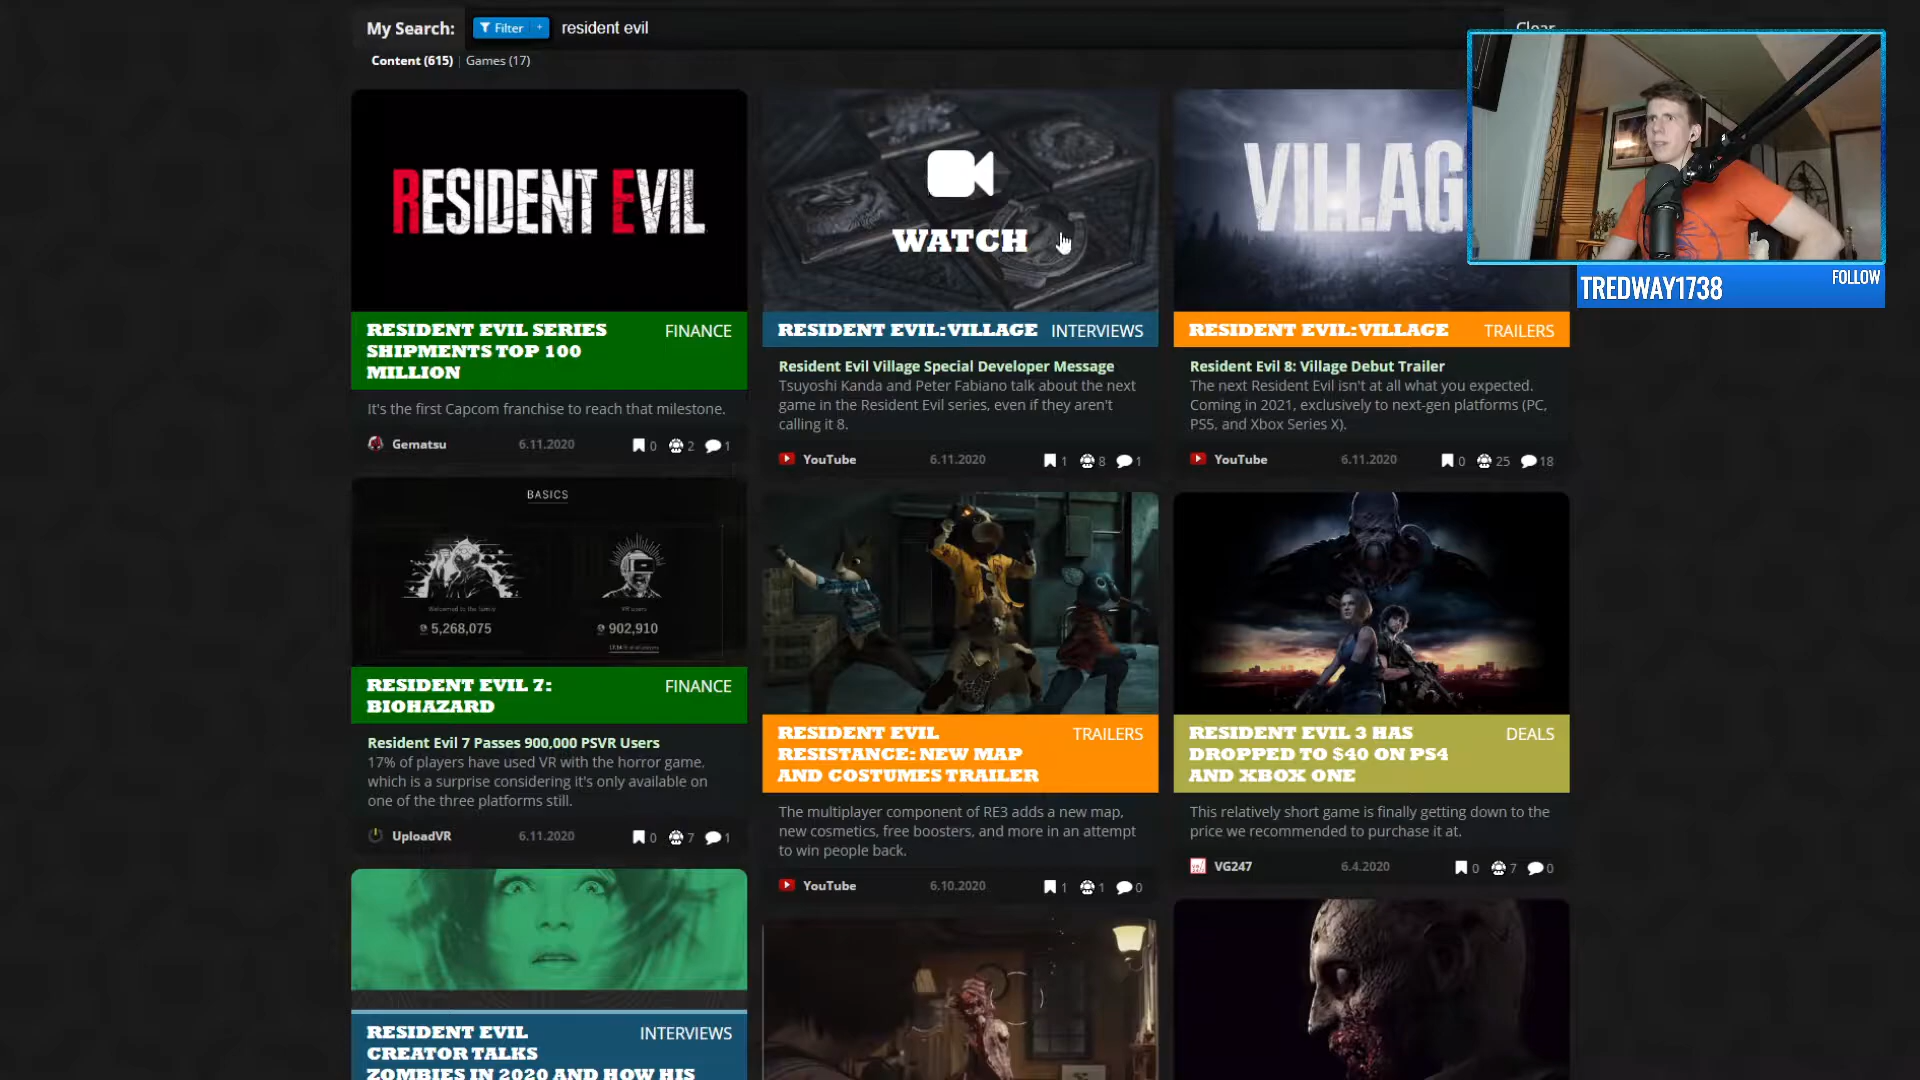 My Search:
Filter +
resident evil
Clear
Content (615) | Games (17)
RESIDENT EVIL
RESIDENT EVIL SERIES SHIPMENTS TOP 100 MILLION
FINANCE
It's the first Capcom franchise to reach that milestone.
Gematsu 6.11.2020 0 2 1
WATCH
RESIDENT EVIL: VILLAGE INTERVIEWS
Resident Evil Village Special Developer Message
Tsuyoshi Kanda and Peter Fabiano talk about the next
game in the Resident Evil series, even if they aren't
calling it 8.
YouTube 6.11.2020 1 8 1
VILLAG
RESIDENT EVIL: VILLAGE TRAILERS
Resident Evil 8: Village Debut Trailer
The next Resident Evil isn't at all what you expected.
Coming in 2021, exclusively to next-gen platforms (PC,
PS5, and Xbox Series X).
YouTube 6.11.2020 0 25 18
TREDWAY1738
FOLLOW
BASICS
Welcomed to the family
5,268,075
VR users
902,910
RESIDENT EVIL 7:
BIOHAZARD
FINANCE
Resident Evil 7 Passes 900,000 PSVR Users
17% of players have used VR with the horror game,
which is a surprise considering it's only available on
one of the three platforms still.
UploadVR 6.11.2020 0 7 1
RESIDENT EVIL
RESISTANCE: NEW MAP
AND COSTUMES TRAILER
TRAILERS
The multiplayer component of RE3 adds a new map,
new cosmetics, free boosters, and more in an attempt
to win people back.
YouTube 6.10.2020 1 1 0
RESIDENT EVIL 3 HAS
DROPPED TO $40 ON PS4
AND XBOX ONE
DEALS
This relatively short game is finally getting down to the
price we recommended to purchase it at.
VG247 6.4.2020 0 7 0
RESIDENT EVIL
CREATOR TALKS
ZOMBIES IN 2020 AND HOW HIS
INTERVIEWS